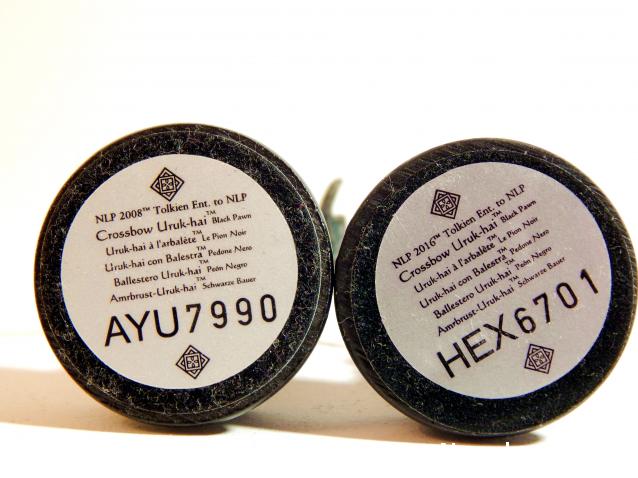 NLP 2008™ Tolkien Ent. to NLP
Crossbow Uruk-hai™ Black Pawn
Uruk-hai à l'arbalète™ Le Pion Noir
Uruk-hai con Balestra™ Pedone Nero
Ballestero Uruk-hai™ Peón Negro
Amrbrust-Uruk-hai™ Schwarze Bauer
AYU7990
NLP 2016™ Tolkien Ent. to NLP
Crossbow Uruk-hai™ Black Pawn
Uruk-hai à l'arbalète™ Le Pion Noir
Uruk-hai con Balestra™ Pedone Nero
Ballestero Uruk-hai™ Peón Negro
Amrbrust-Uruk-hai™ Schwarze Bauer
HEX6701